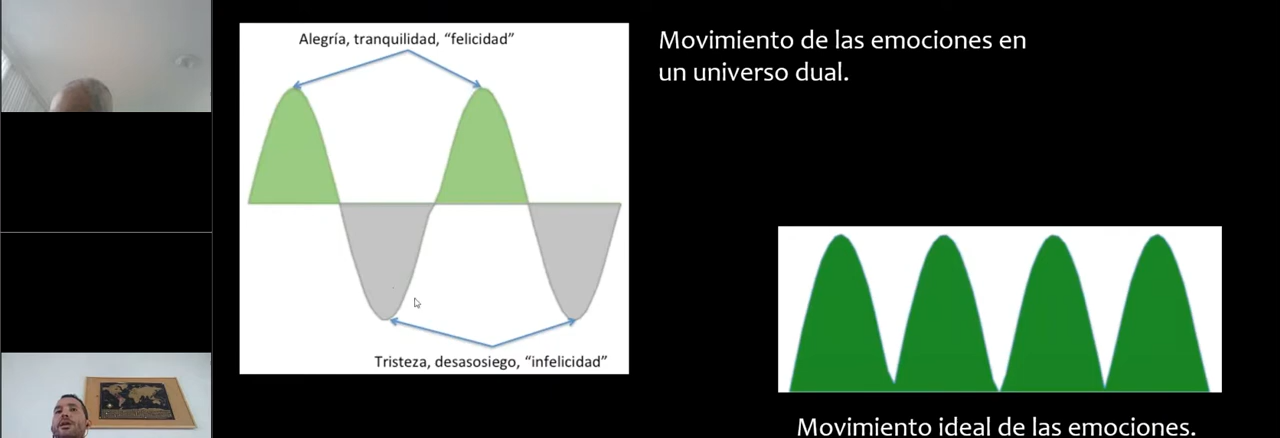 Alegría, tranquilidad, “felicidad”
Tristeza, desasosiego, “infelicidad”
Movimiento de las emociones en
un universo dual.
Movimiento ideal de las emociones.